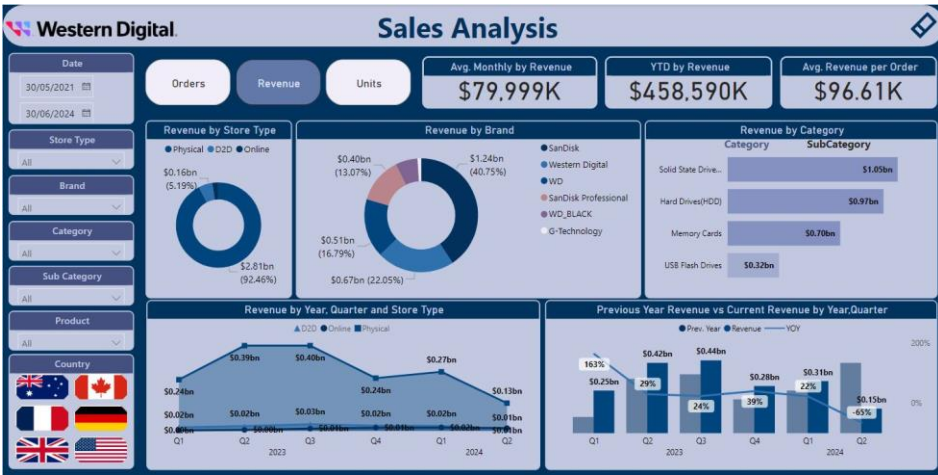 Western Digital.
Sales Analysis
Date
30/05/2021
30/06/2024
Store Type
All
Brand
All
Category
All
Sub Category
All
Product
All
Country
Orders
Revenue
Units
Avg. Monthly by Revenue
$79,999K
YTD by Revenue
$458,590K
Avg. Revenue per Order
$96.61K
Revenue by Store Type
Physical D2D Online
$0.16bn
(5.19%)
$2.81bn
(92.46%)
Revenue by Brand
$0.40bn
(13.07%)
$1.24bn
(40.75%)
$0.51bn
(16.79%)
$0.67bn (22.05%)
SanDisk
Western Digital
WD
SanDisk Professional
WD_BLACK
G-Technology
Revenue by Category
Category SubCategory
Solid State Drive... $1.05bn
Hard Drives(HDD) $0.97bn
Memory Cards $0.70bn
USB Flash Drives $0.32bn
Revenue by Year, Quarter and Store Type
D2D Online Physical
$0.24bn $0.39bn $0.40bn $0.24bn $0.27bn $0.13bn
$0.02bn $0.02bn $0.03bn $0.02bn $0.02bn $0.01bn
$0.00bn $0.01bn $0.01bn $0.02bn $0.01bn
Q1 Q2 Q3 Q4 Q1 Q2
2023 2024
Previous Year Revenue vs Current Revenue by Year,Quarter
Prev. Year Revenue YOY
200%
0%
$0.25bn $0.42bn $0.44bn $0.28bn $0.31bn $0.15bn
163% 29% 24% 39% 22% -65%
Q1 Q2 Q3 Q4 Q1 Q2
2023 2024